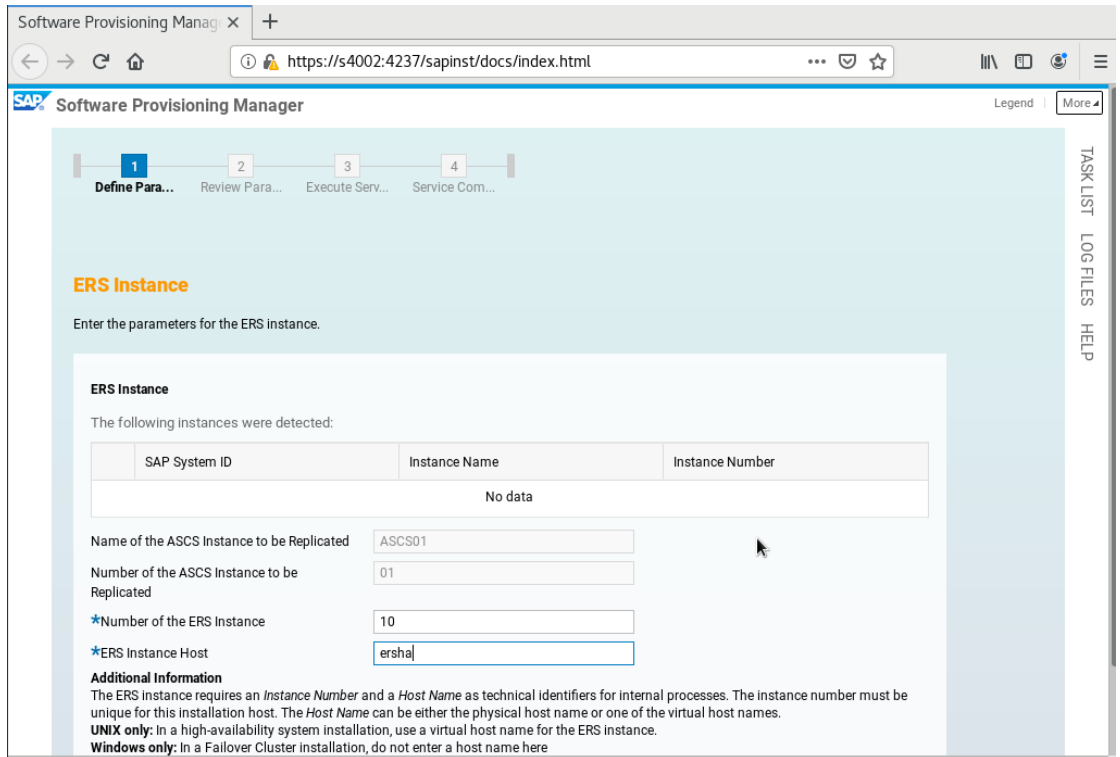 Software Provisioning Manag
https://s4002:4237/sapinst/docs/index.html
SAP Software Provisioning Manager
Legend
More
1 2 3 4
Define Para... Review Para... Execute Serv... Service Com...
TASK LIST
LOG FILES
HELP
ERS Instance
Enter the parameters for the ERS instance.
ERS Instance
The following instances were detected:
SAP System ID Instance Name Instance Number
No data
Name of the ASCS Instance to be Replicated ASCS01
Number of the ASCS Instance to be
Replicated
01
*Number of the ERS Instance 10
*ERS Instance Host ersha
Additional Information
The ERS instance requires an Instance Number and a Host Name as technical identifiers for internal processes. The instance number must be
unique for this installation host. The Host Name can be either the physical host name or one of the virtual host names.
UNIX only: In a high-availability system installation, use a virtual host name for the ERS instance.
Windows only: In a Failover Cluster installation, do not enter a host name here